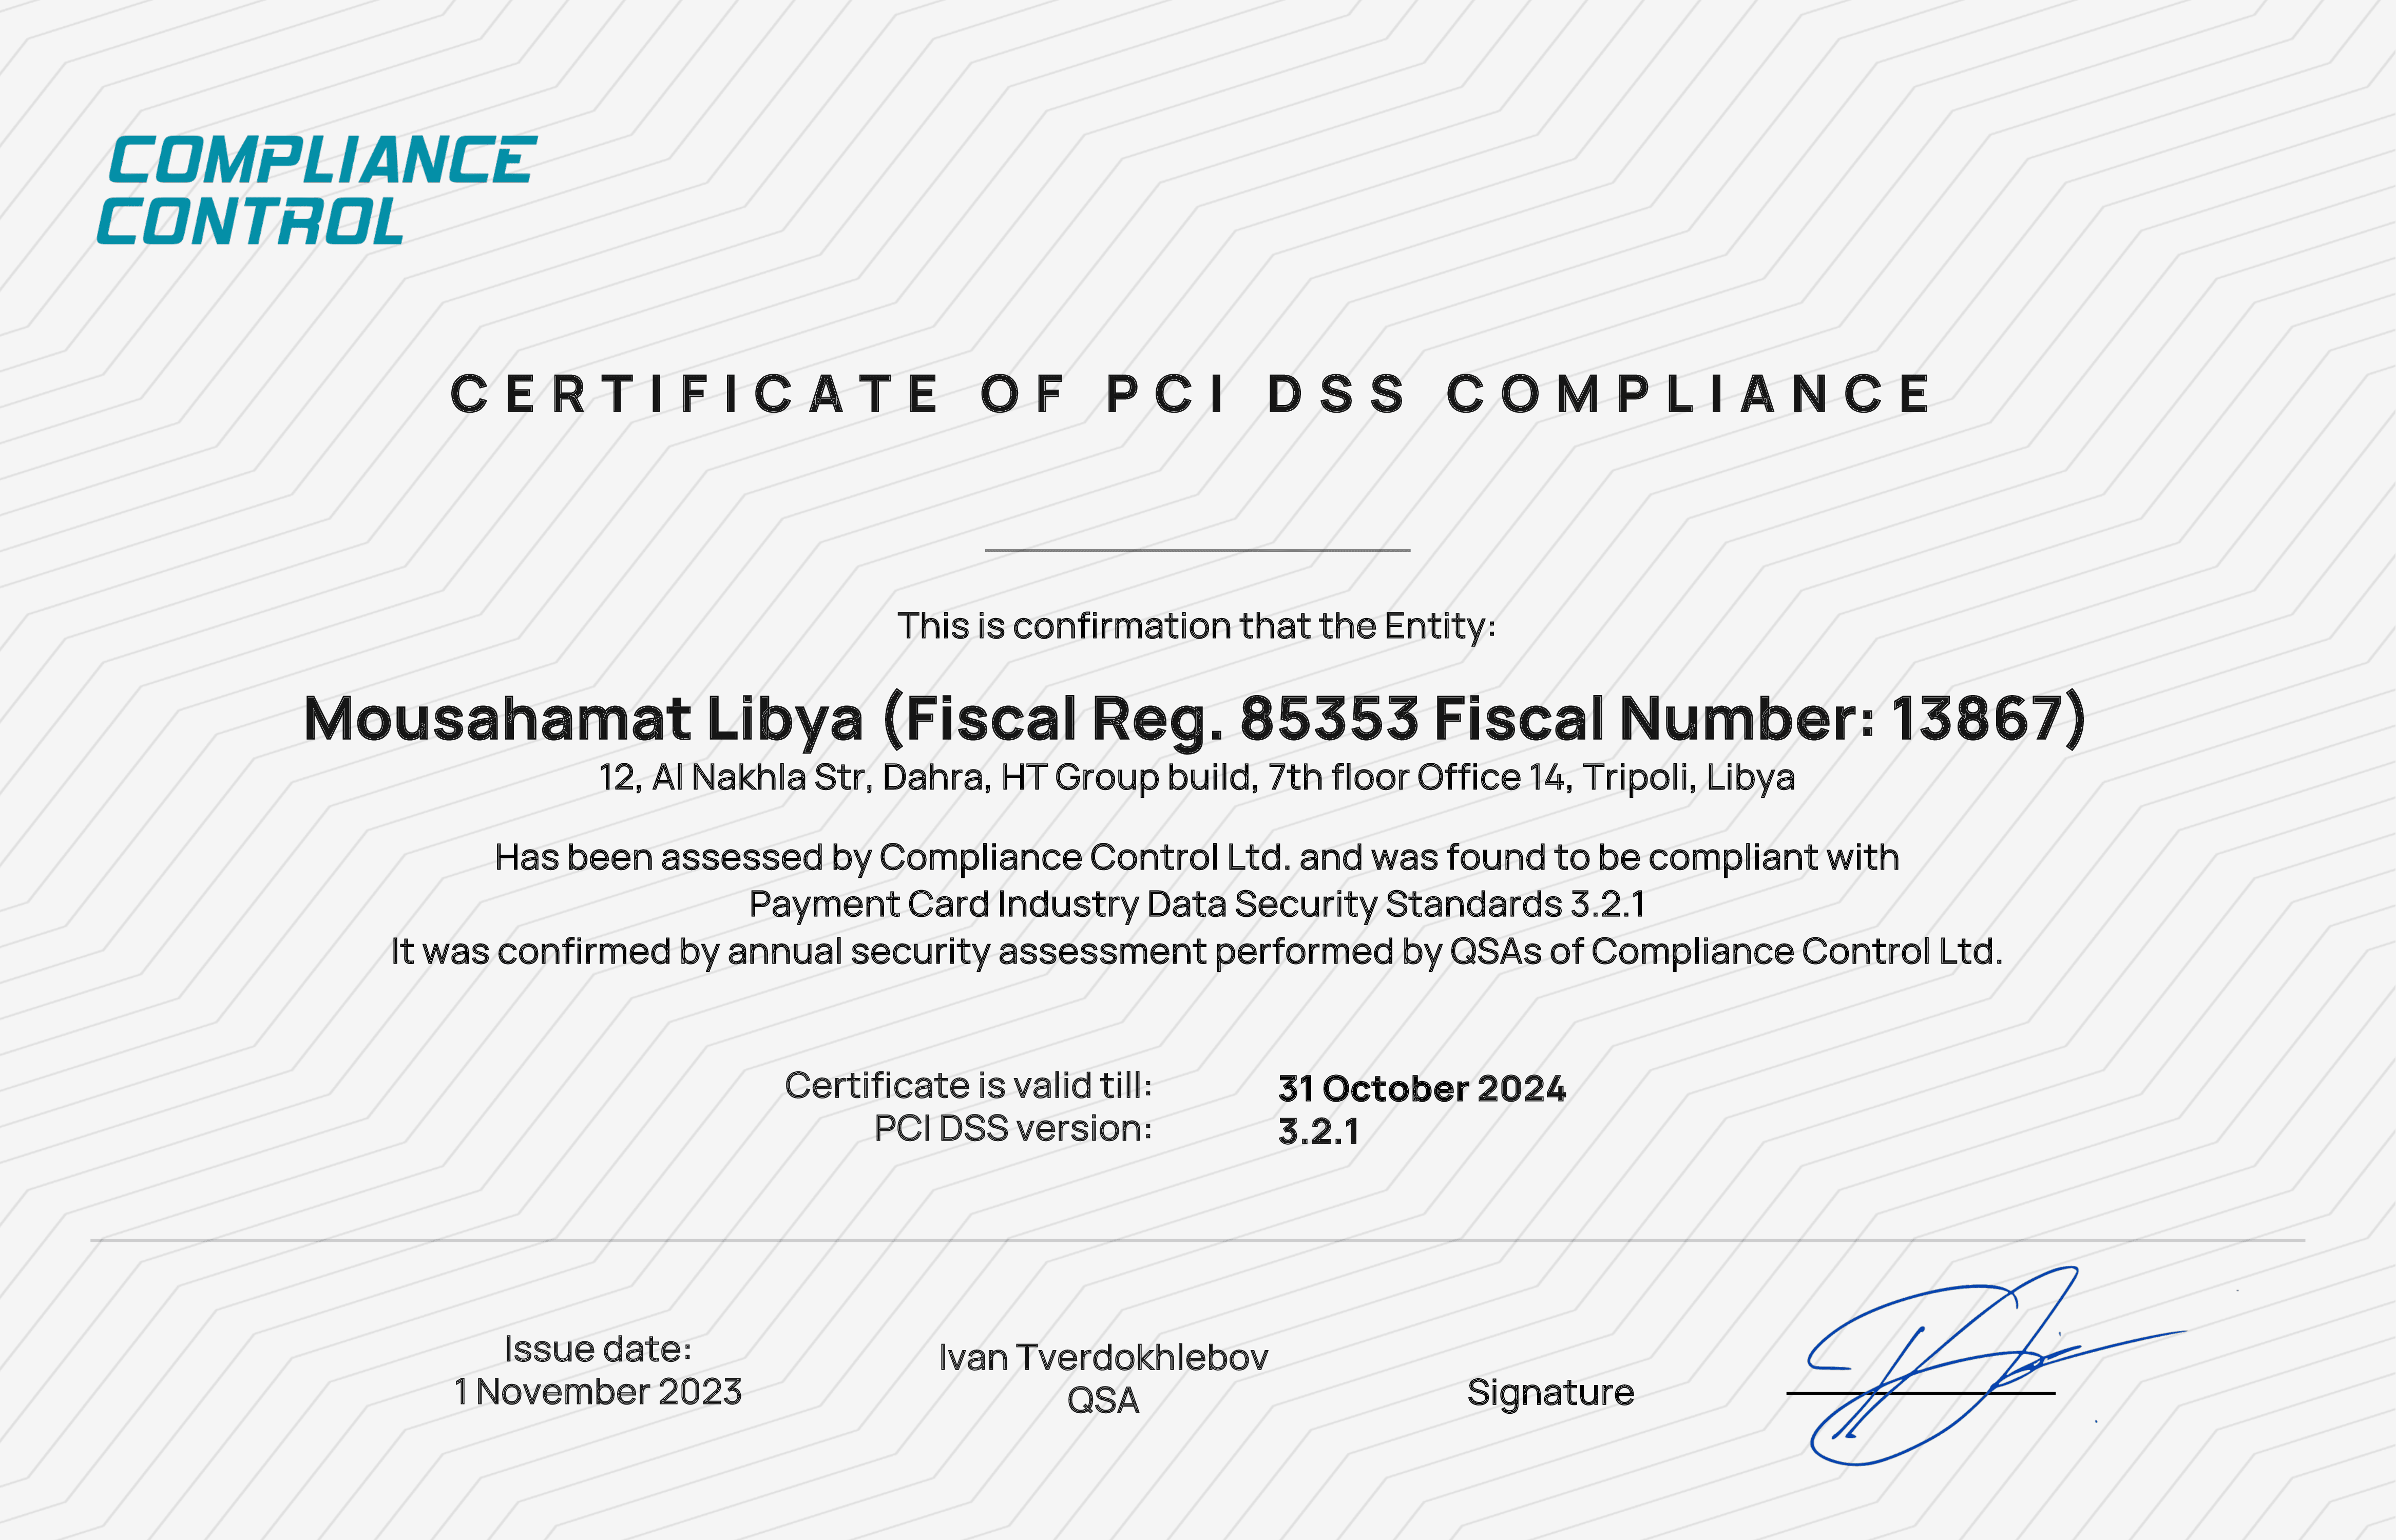 COMPLIANCE
CONTROL
CERTIFICATE OF PCI DSS COMPLIANCE
This is confirmation that the Entity:
Mousahamat Libya (Fiscal Reg. 85353 Fiscal Number: 13867)
12, Al Nakhla Str, Dahra, HT Group build, 7th floor Office 14, Tripoli, Libya
Has been assessed by Compliance Control Ltd. and was found to be compliant with
Payment Card Industry Data Security Standards 3.2.1
It was confirmed by annual security assessment performed by QSAs of Compliance Control Ltd.
Certificate is valid till: 31 October 2024
PCI DSS version: 3.2.1
Issue date:
1 November 2023
Ivan Tverdokhlebov
QSA
Signature